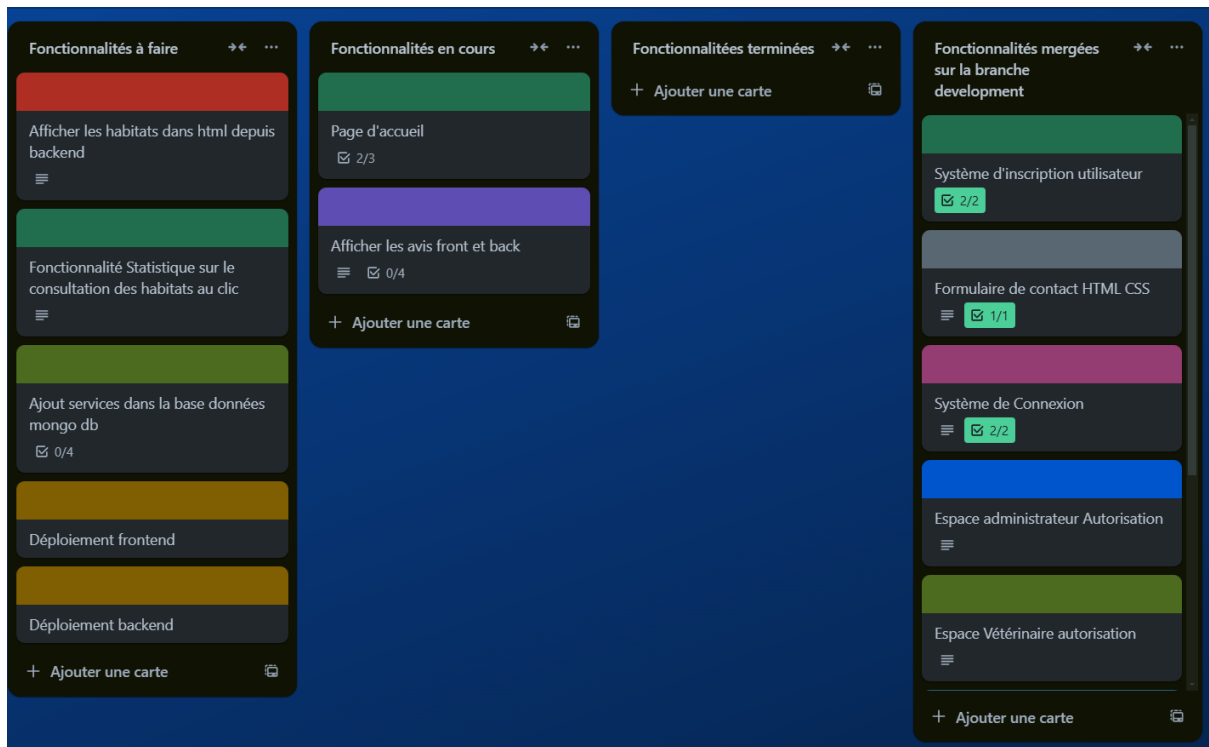 Fonctionnalités à faire
Afficher les habitats dans html depuis
backend
Fonctionnalité Statistique sur le
consultation des habitats au clic
Ajout services dans la base données
mongo db
0/4
Déploiement frontend
Déploiement backend
Ajouter une carte
Fonctionnalités en cours
Page d'accueil
2/3
Afficher les avis front et back
0/4
Ajouter une carte
Fonctionnalitées terminées
Ajouter une carte
Fonctionnalités mergées
sur la branche
development
Système d'inscription utilisateur
2/2
Formulaire de contact HTML CSS
1/1
Système de Connexion
2/2
Espace administrateur Autorisation
Espace Vétérinaire autorisation
Ajouter une carte